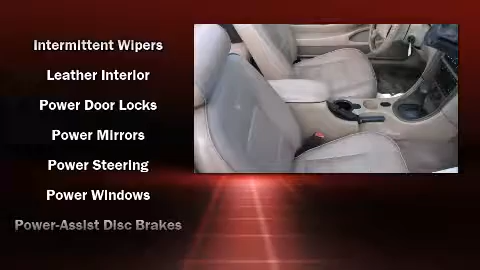 Intermittent Wipers
Leather Interior
Power Door Locks
Power Mirrors
Power Steering
Power Windows
Power-Assist Disc Brakes